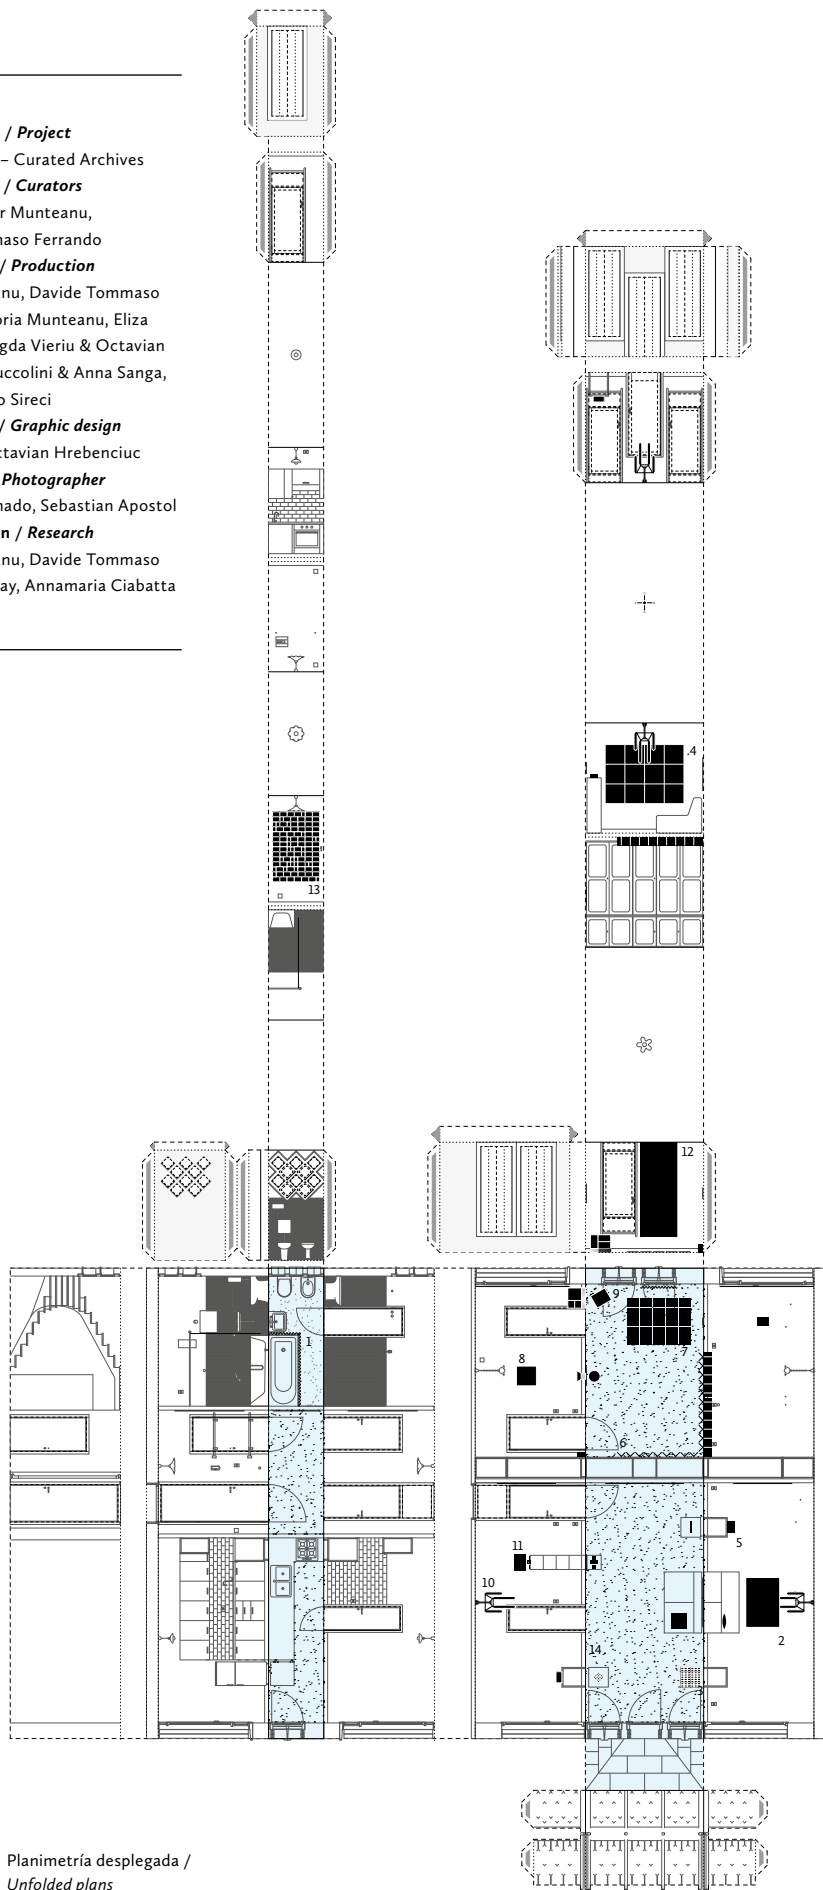 / Project
– Curated Archives
/ Curators
r Munteanu,
naso Ferrando
/ Production
nu, Davide Tommaso
oria Munteanu, Eliza
gda Vieriu & Octavian
uccolini & Anna Sanga,
o Sireci
/ Graphic design
ctavian Hrebenciuc
Photographer
nado, Sebastian Apostol
n / Research
nu, Davide Tommaso
ay, Annamaria Ciabatta
.4
13
12
9
1
7
8
6
5
11
10
2
14
Planimetría desplegada /
Unfolded plans